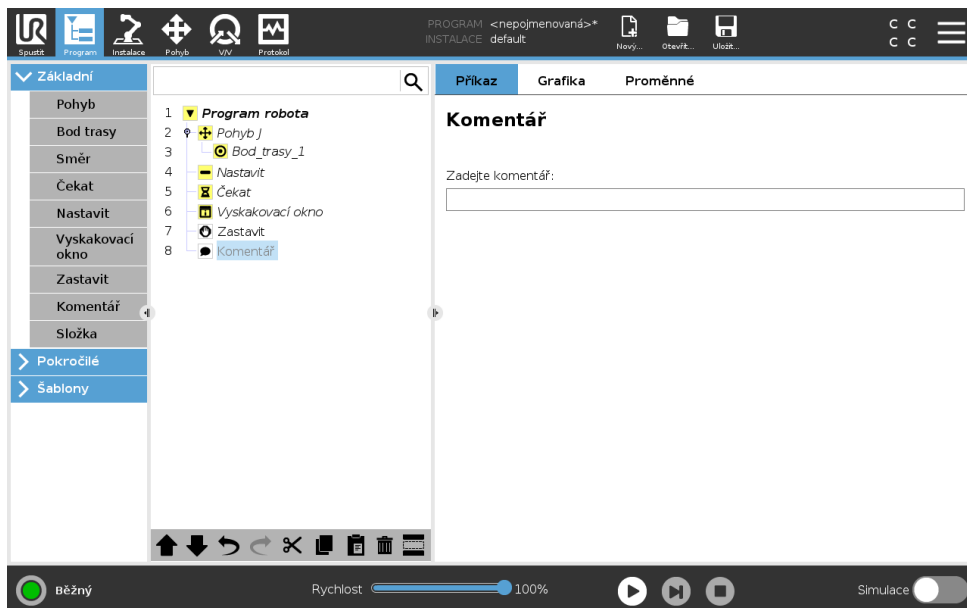 Spustit
Program
Instalace
Pohyb
V/V
Protokol
PROGRAM <nepojmenovaná>*
INSTALACE default
Nový...
Otevřít...
Uložit...
C C
C C
Základní
Pohyb
Bod trasy
Směr
Čekat
Nastavit
Vyskakovací
okno
Zastavit
Komentář
Složka
Pokročilé
Šablony
1 Program robota
2 Pohyb J
3 Bod_trasy_1
4 Nastavit
5 Čekat
6 Vyskakovací okno
7 Zastavit
8 Komentář
Příkaz
Grafika
Proměnné
Komentář
Zadejte komentář:
Běžný
Rychlost
100%
Simulace